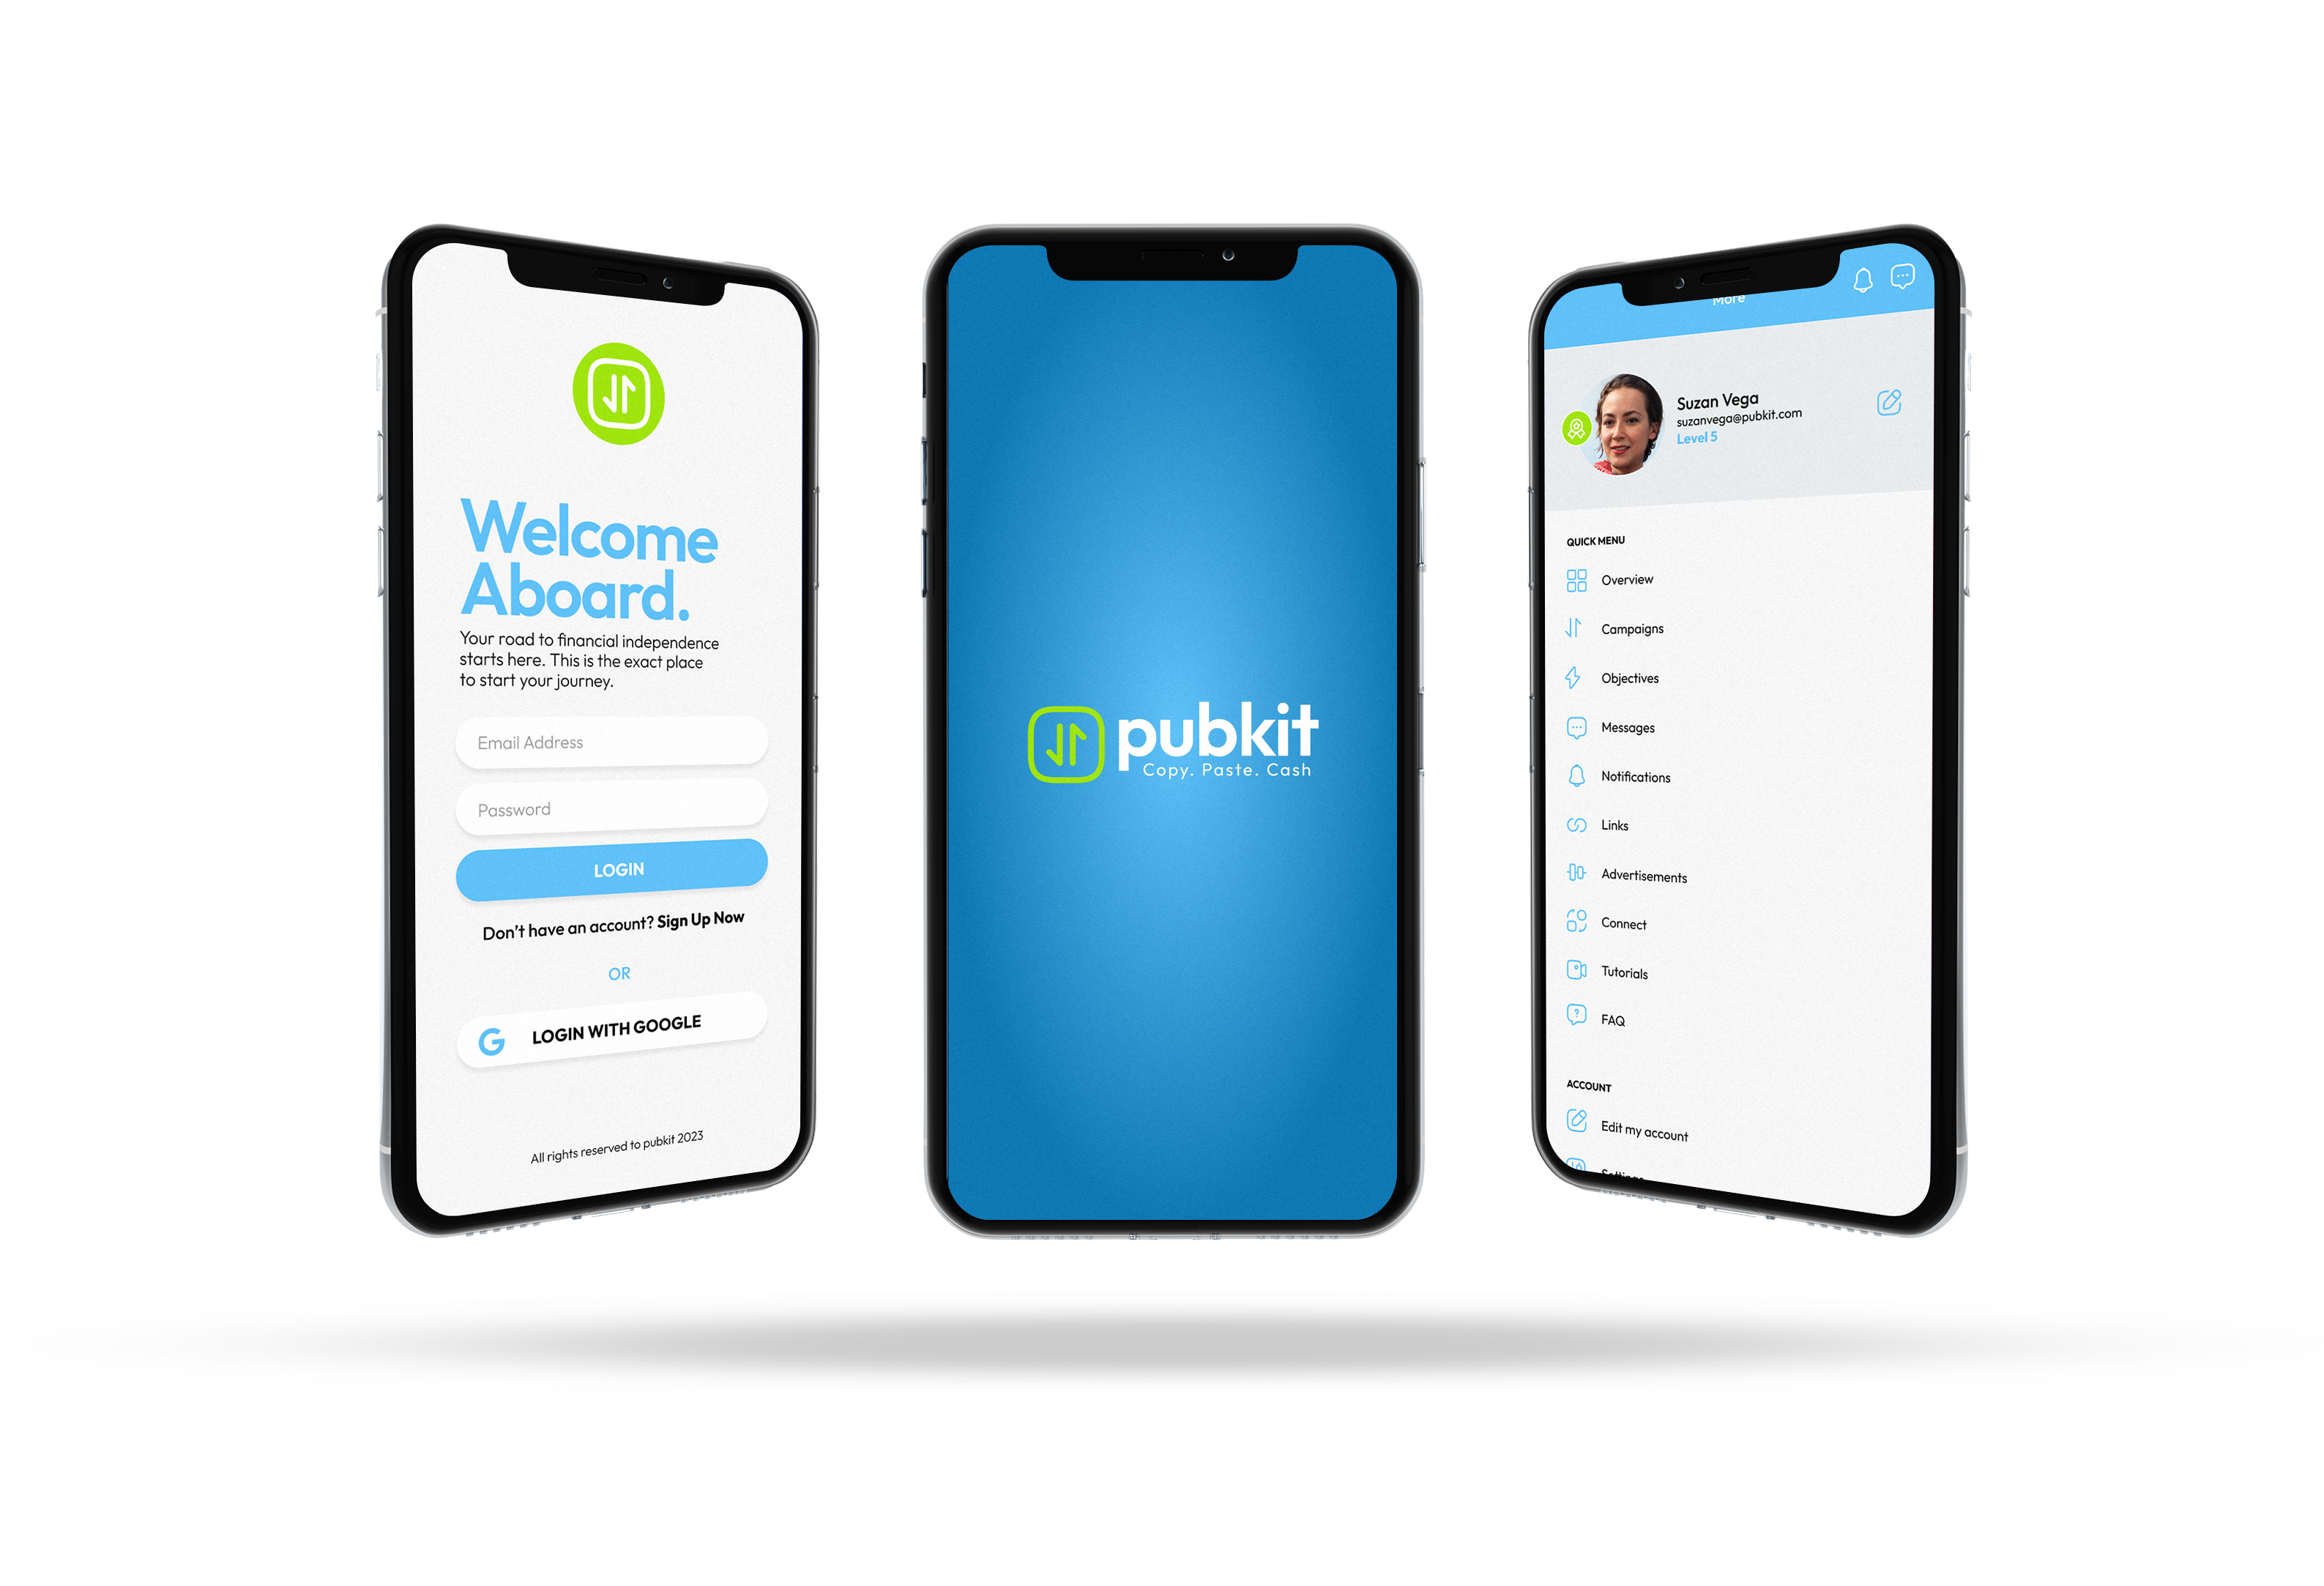 Welcome
Aboard.
Your road to financial independence
starts here. This is the exact place
to start your journey.
Email Address
Password
LOGIN
Don't have an account? Sign Up Now
OR
LOGIN WITH GOOGLE
All rights reserved to pubkit 2023
pubkit
Copy. Paste. Cash
More
Suzan Vega
suzanvega@pubkit.com
Level 5
QUICK MENU
Overview
Campaigns
Objectives
Messages
Notifications
Links
Advertisements
Connect
Tutorials
FAQ
ACCOUNT
Edit my account
Settings